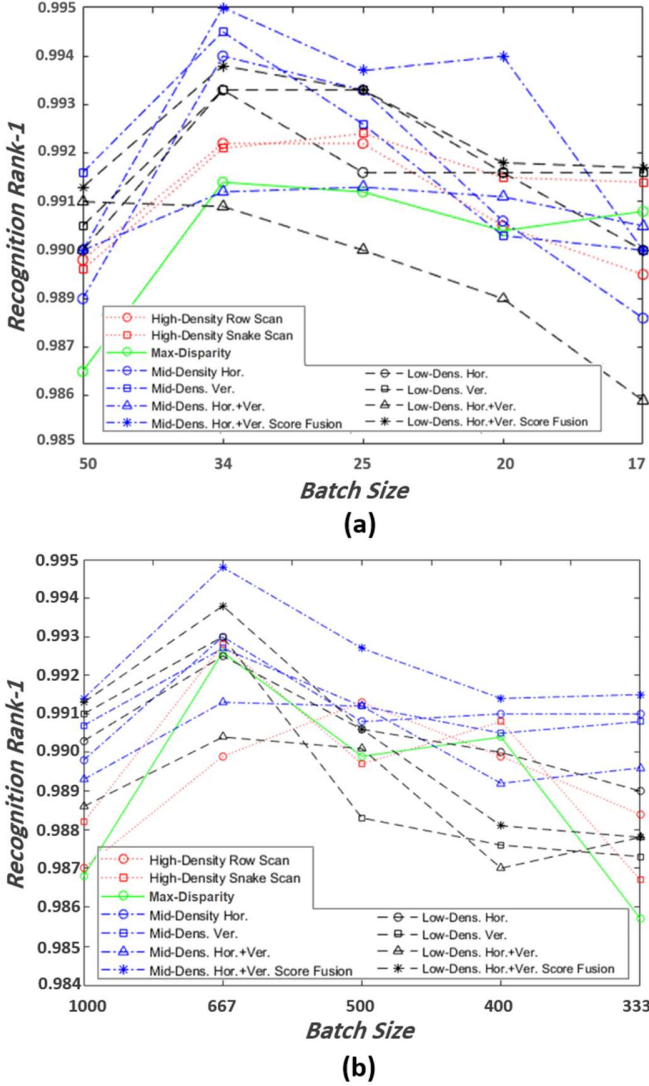 0.995
0.994
0.993
0.992
0.991
0.990
0.989
0.988
0.987
0.986
0.985
Recognition Rank-1
High-Density Row Scan
High-Density Snake Scan
Max-Disparity
Mid-Density Hor.
Mid-Dens. Ver.
Mid-Dens. Hor.+Ver.
Mid-Dens. Hor.+Ver. Score Fusion
Low-Dens. Hor.
Low-Dens. Ver.
Low-Dens. Hor.+Ver.
Low-Dens. Hor.+Ver. Score Fusion
50 34 25 20 17
Batch Size
(a)
0.995
0.994
0.993
0.992
0.991
0.990
0.989
0.988
0.987
0.986
0.985
0.984
Recognition Rank-1
High-Density Row Scan
High-Density Snake Scan
Max-Disparity
Mid-Density Hor.
Mid-Dens. Ver.
Mid-Dens. Hor.+Ver.
Mid-Dens. Hor.+Ver. Score Fusion
Low-Dens. Hor.
Low-Dens. Ver.
Low-Dens. Hor.+Ver.
Low-Dens. Hor.+Ver. Score Fusion
1000 667 500 400 333
Batch Size
(b)